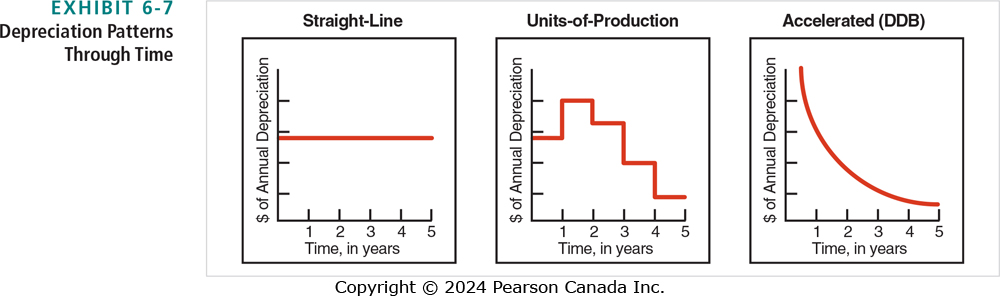 EXHIBIT 6-7
Depreciation Patterns
Through Time
Straight-Line
$ of Annual Depreciation
1 2 3 4 5
Time, in years
Units-of-Production
$ of Annual Depreciation
1 2 3 4 5
Time, in years
Accelerated (DDB)
$ of Annual Depreciation
1 2 3 4 5
Time, in years
Copyright © 2024 Pearson Canada Inc.